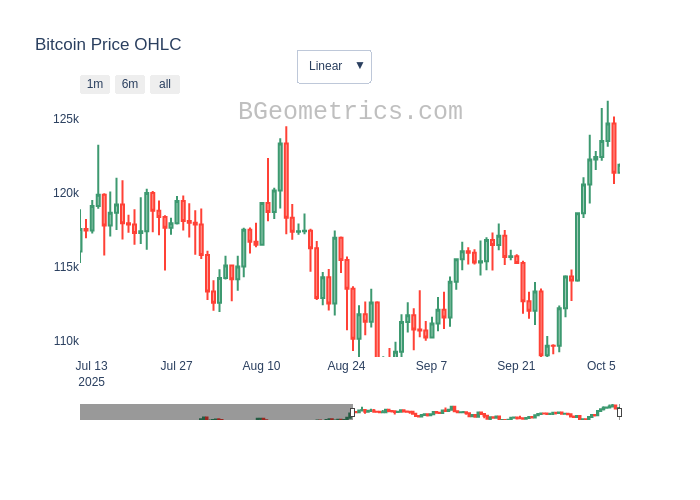 Bitcoin Price OHLC
Linear ▼
1m 6m all
BGeometrics.com
125k
120k
115k
110k
Jul 13 Jul 27 Aug 10 Aug 24 Sep 7 Sep 21 Oct 5
2025